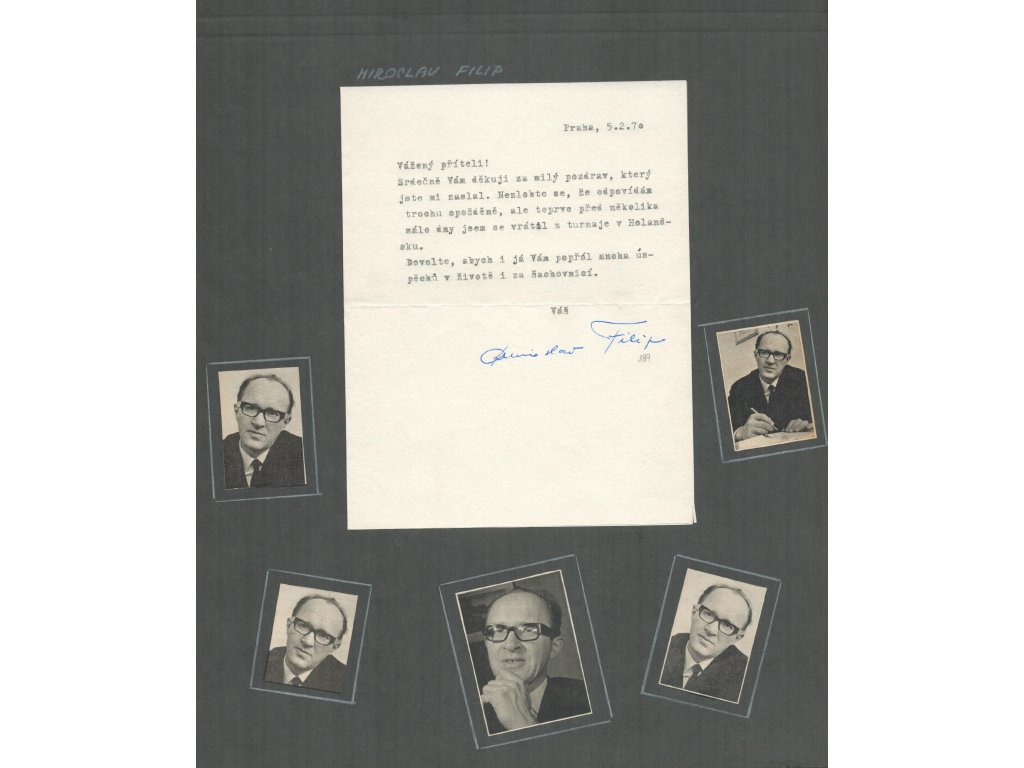 MIROSLAV FILIP
Praha, 5.2.70
Vážený příteli!
Srdečně Vám děkuji za milý pozdrav, který
jste mi zaslal. Nezlobte se, že odpovídám
trochu opožděně, ale teprve před několika
málo dny jsem se vrátil z turnaje v Holand-
sku.
Dovolte, abych i já Vám popřál mnoha ús-
pěchů v životě i za šachovnicí.
Váš
Miroslav Filip
389